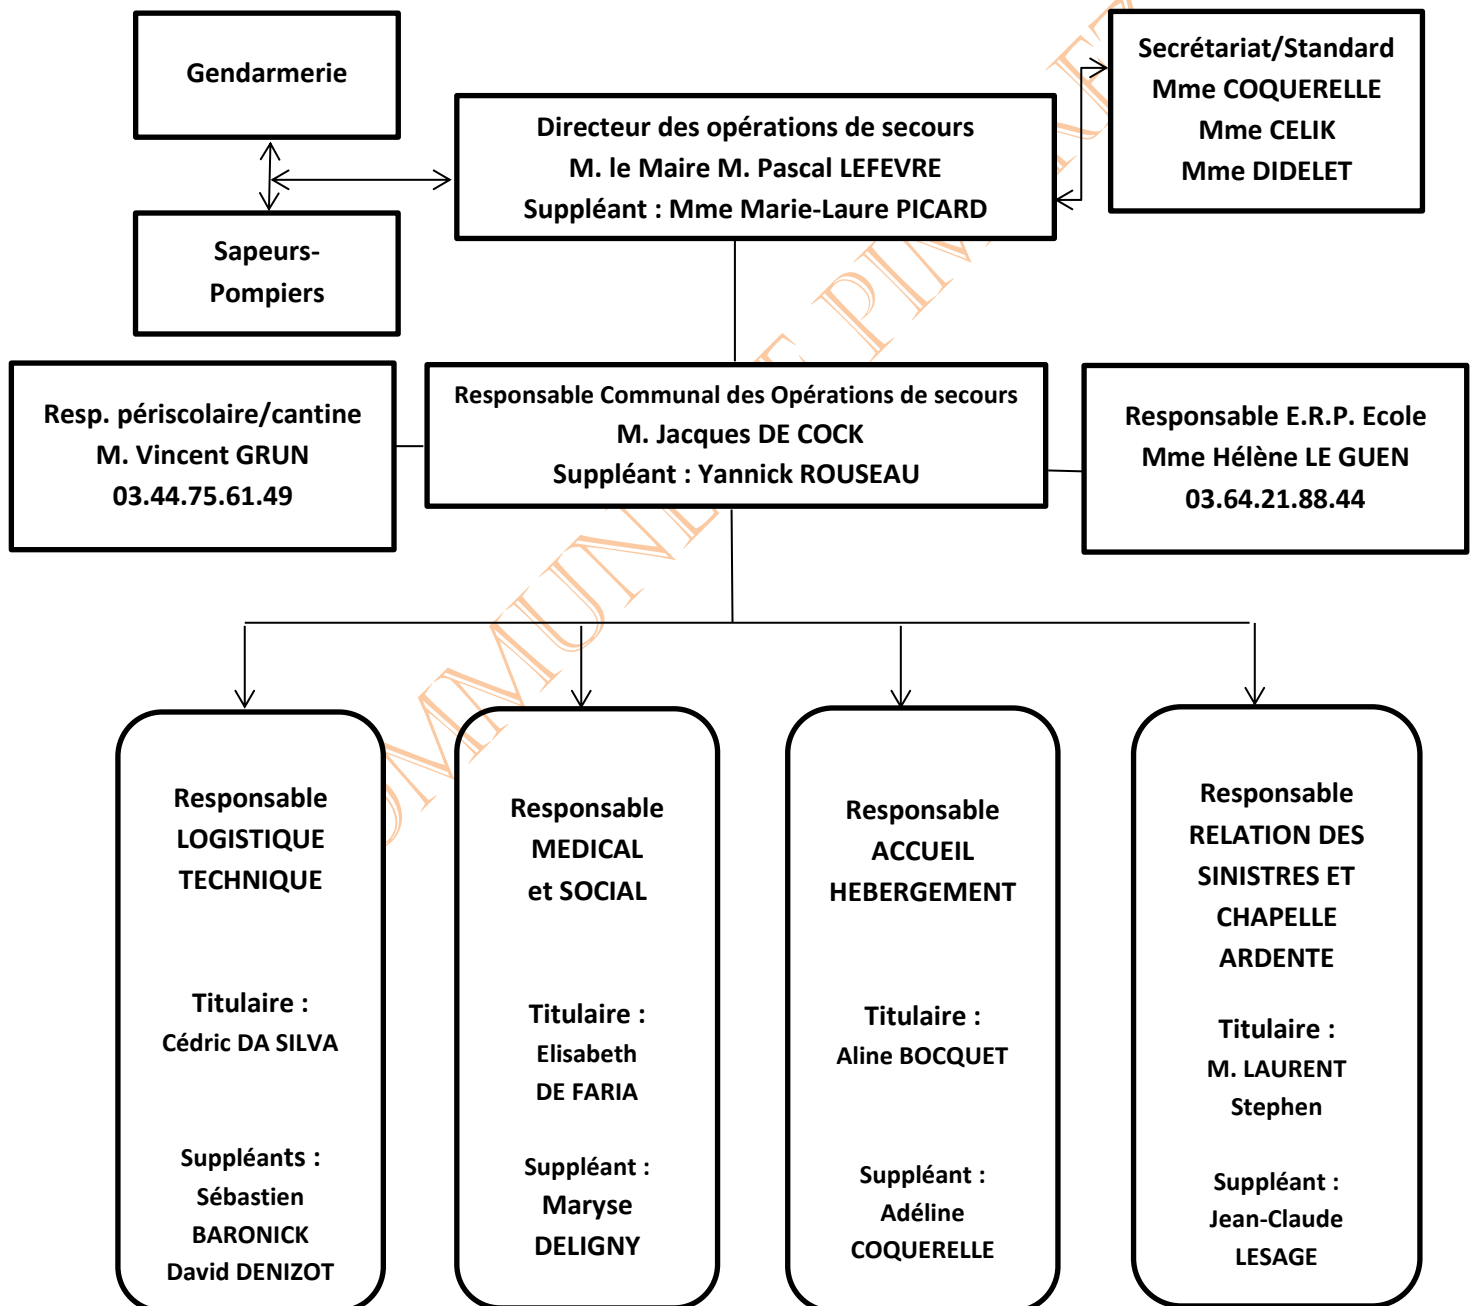 Gendarmerie
Secrétariat/Standard
Mme COQUERELLE
Mme CELIK
Mme DIDELET
Directeur des opérations de secours
M. le Maire M. Pascal LEFEVRE
Suppléant : Mme Marie-Laure PICARD
Sapeurs-
Pompiers
Resp. périscolaire/cantine
M. Vincent GRUN
03.44.75.61.49
Responsable Communal des Opérations de secours
M. Jacques DE COCK
Suppléant : Yannick ROUSEAU
Responsable E.R.P. Ecole
Mme Hélène LE GUEN
03.64.21.88.44
Responsable
LOGISTIQUE
TECHNIQUE
Titulaire :
Cédric DA SILVA
Suppléants :
Sébastien
BARONICK
David DENIZOT
Responsable
MEDICAL
et SOCIAL
Titulaire :
Elisabeth
DE FARIA
Suppléant :
Maryse
DELIGNY
Responsable
ACCUEIL
HEBERGEMENT
Titulaire :
Aline BOCQUET
Suppléant :
Adéline
COQUERELLE
Responsable
RELATION DES
SINISTRES ET
CHAPELLE
ARDENTE
Titulaire :
M. LAURENT
Stephen
Suppléant :
Jean-Claude
LESAGE